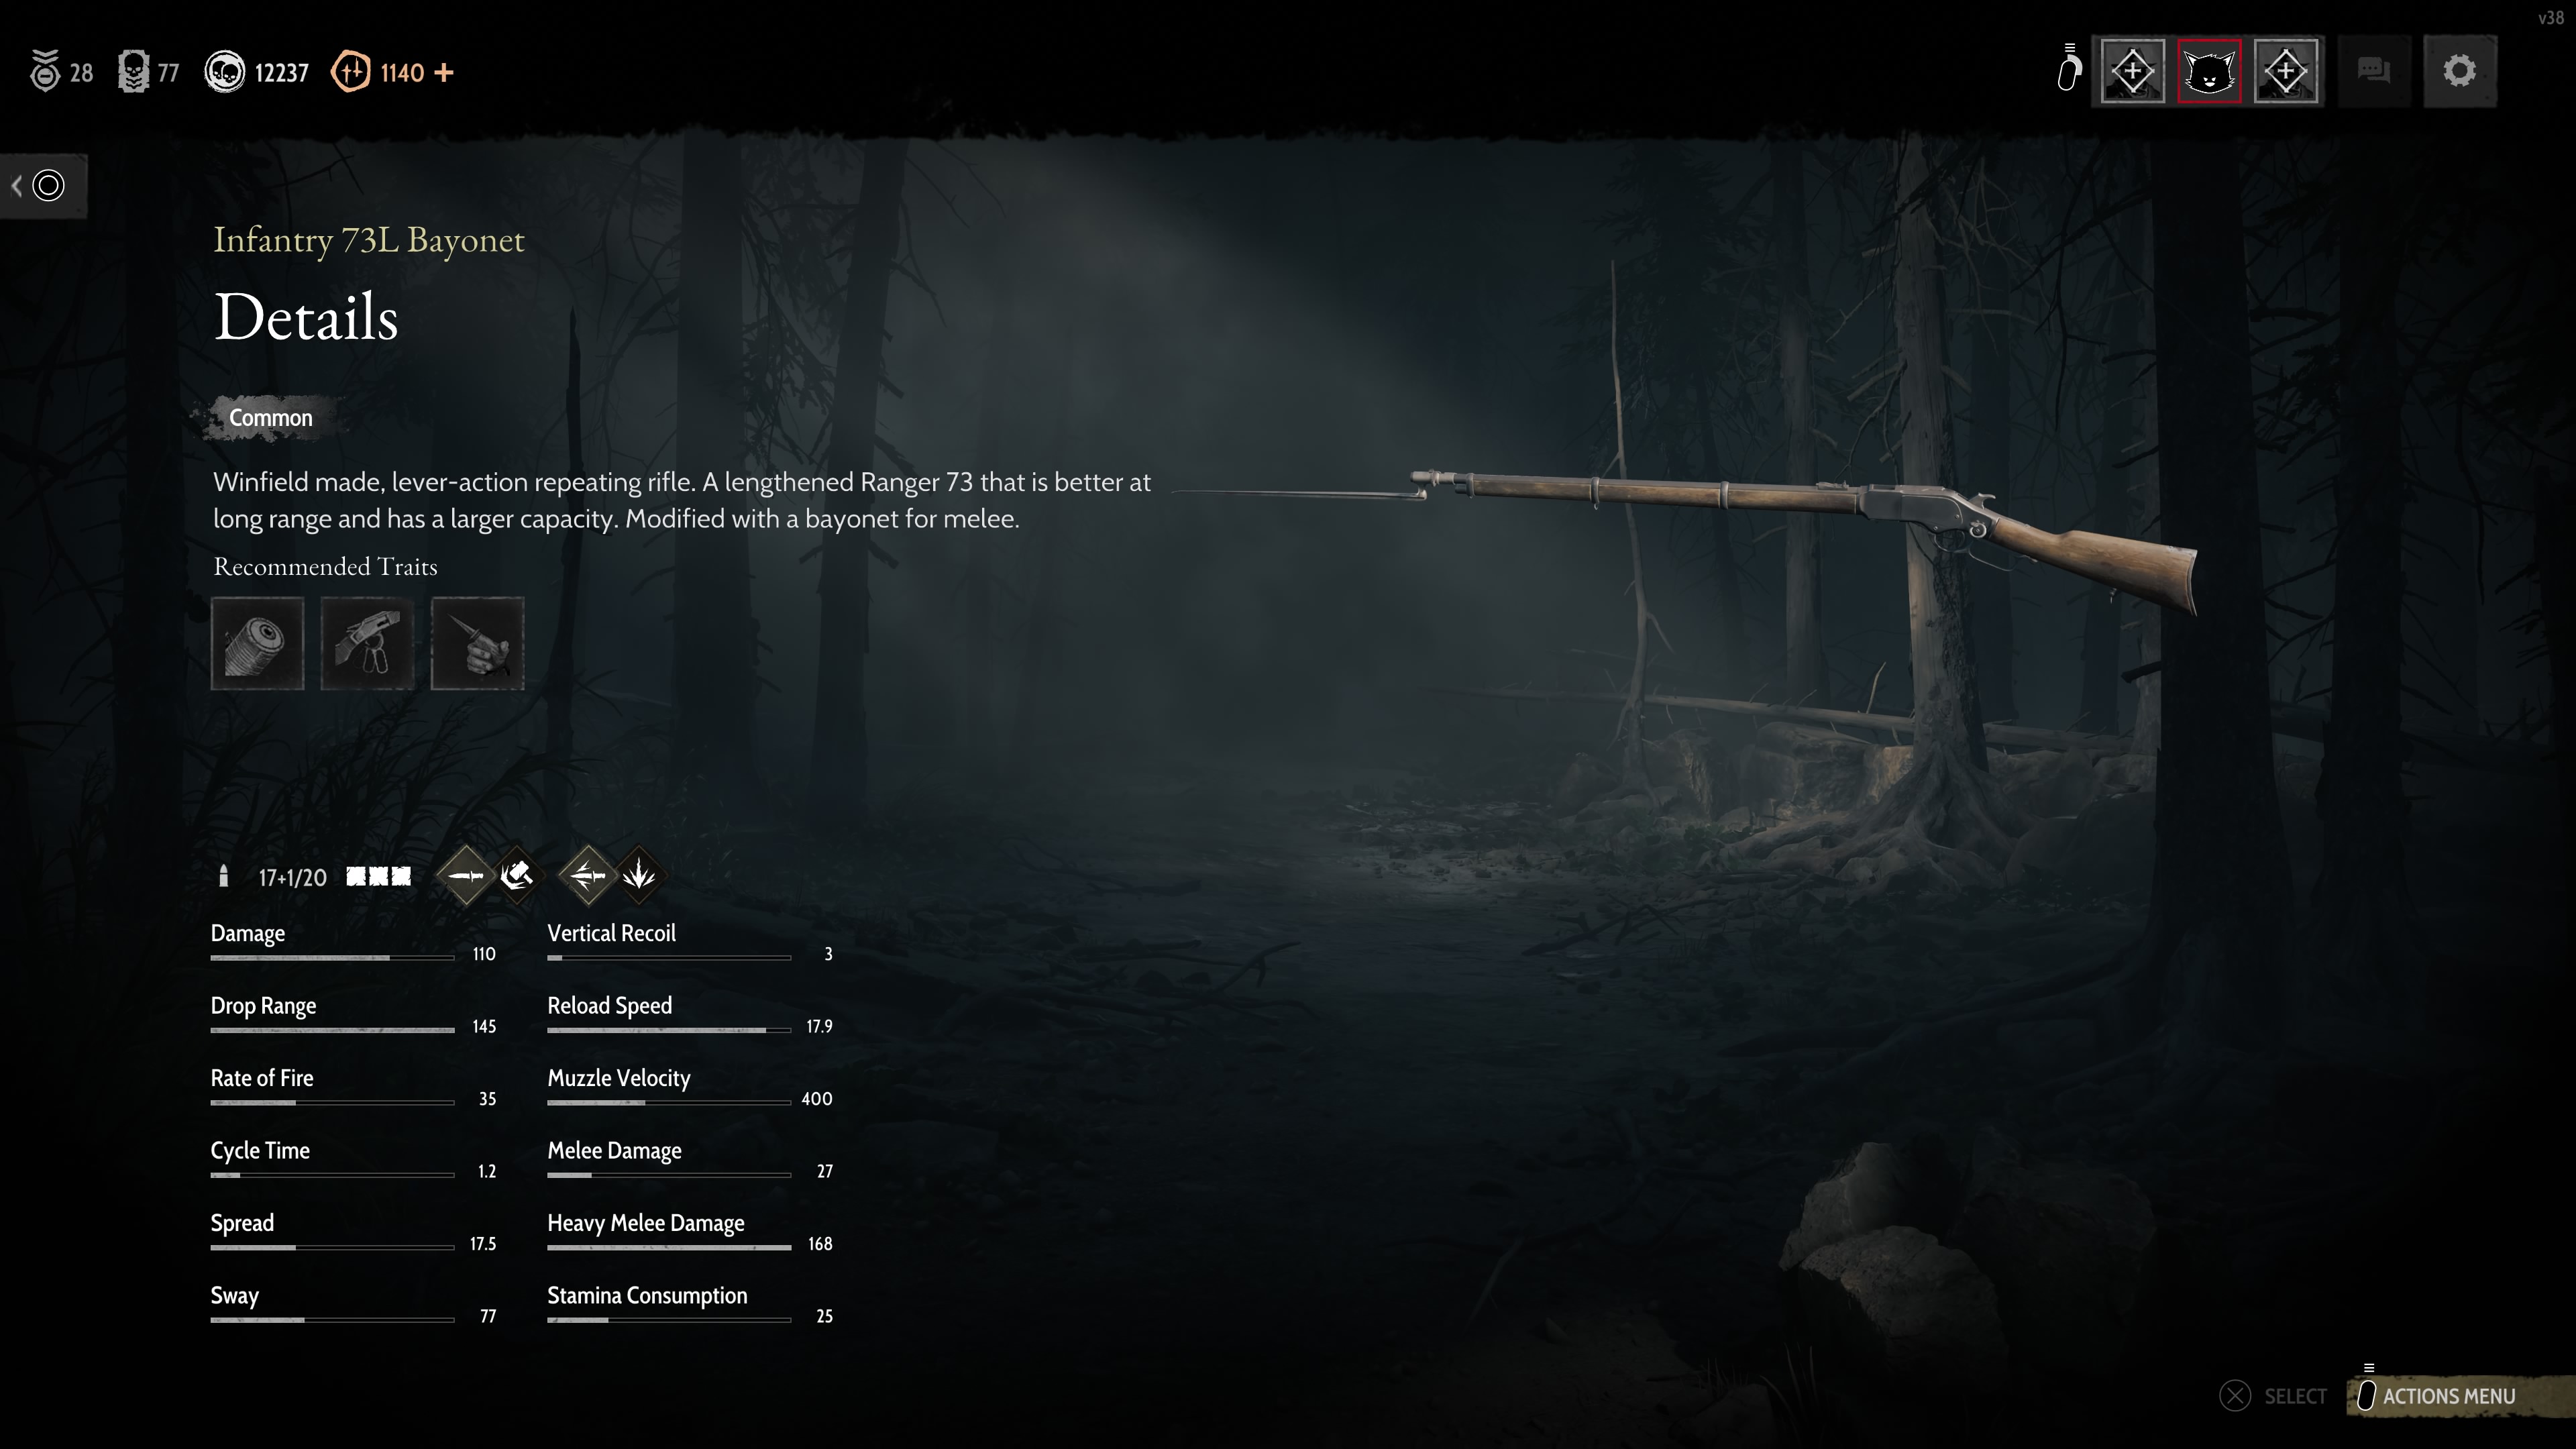 v38
28 77 12237 1140 +
Infantry 73L Bayonet
Details
Common
Winfield made, lever-action repeating rifle. A lengthened Ranger 73 that is better at
long range and has a larger capacity. Modified with a bayonet for melee.
Recommended Traits
17+1/20
Damage 110
Vertical Recoil 3
Drop Range 145
Reload Speed 17.9
Rate of Fire 35
Muzzle Velocity 400
Cycle Time 1.2
Melee Damage 27
Spread 17.5
Heavy Melee Damage 168
Sway 77
Stamina Consumption 25
SELECT
ACTIONS MENU